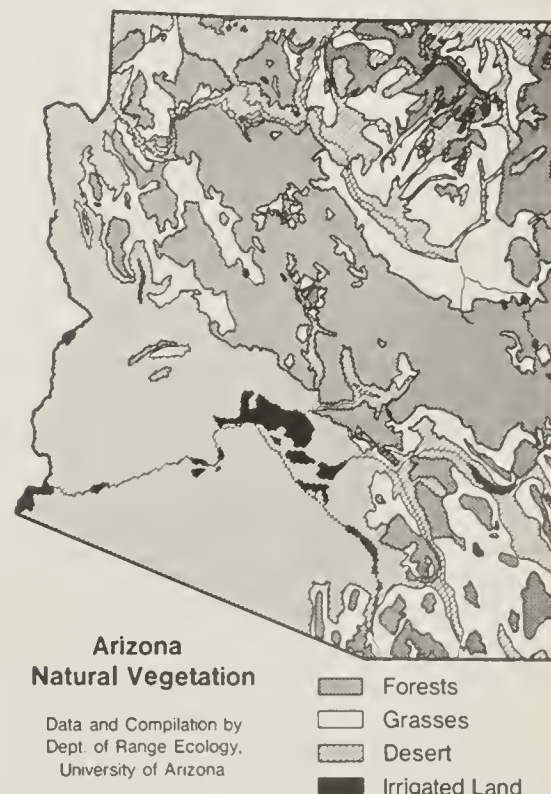 Arizona
Natural Vegetation
Data and Compilation by
Dept. of Range Ecology,
University of Arizona
Forests
Grasses
Desert
Irrigated Land